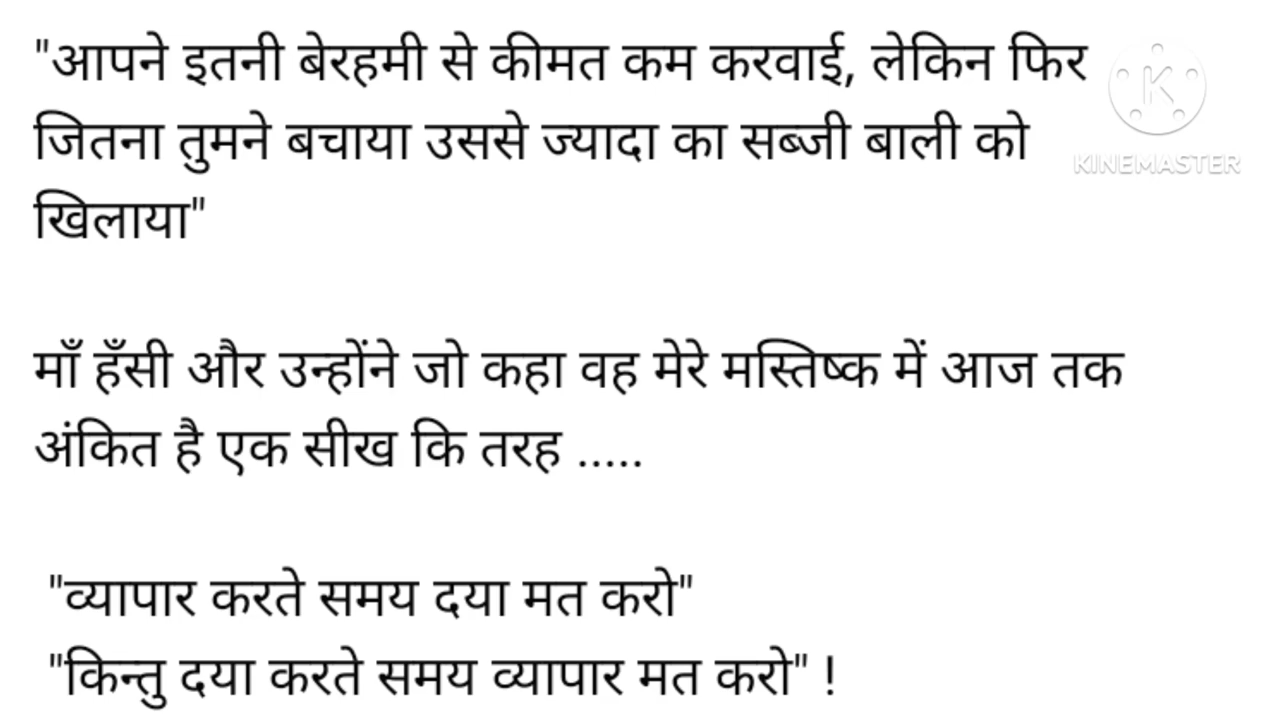 "आपने इतनी बेरहमी से कीमत कम करवाई, लेकिन फिर
जितना तुमने बचाया उससे ज्यादा का सब्जी बाली को
खिलाया"
माँ हँसी और उन्होंने जो कहा वह मेरे मस्तिष्क में आज तक
अंकित है एक सीख कि तरह .....
"व्यापार करते समय दया मत करो"
"किन्तु दया करते समय व्यापार मत करो" !
K
KINEMASTER